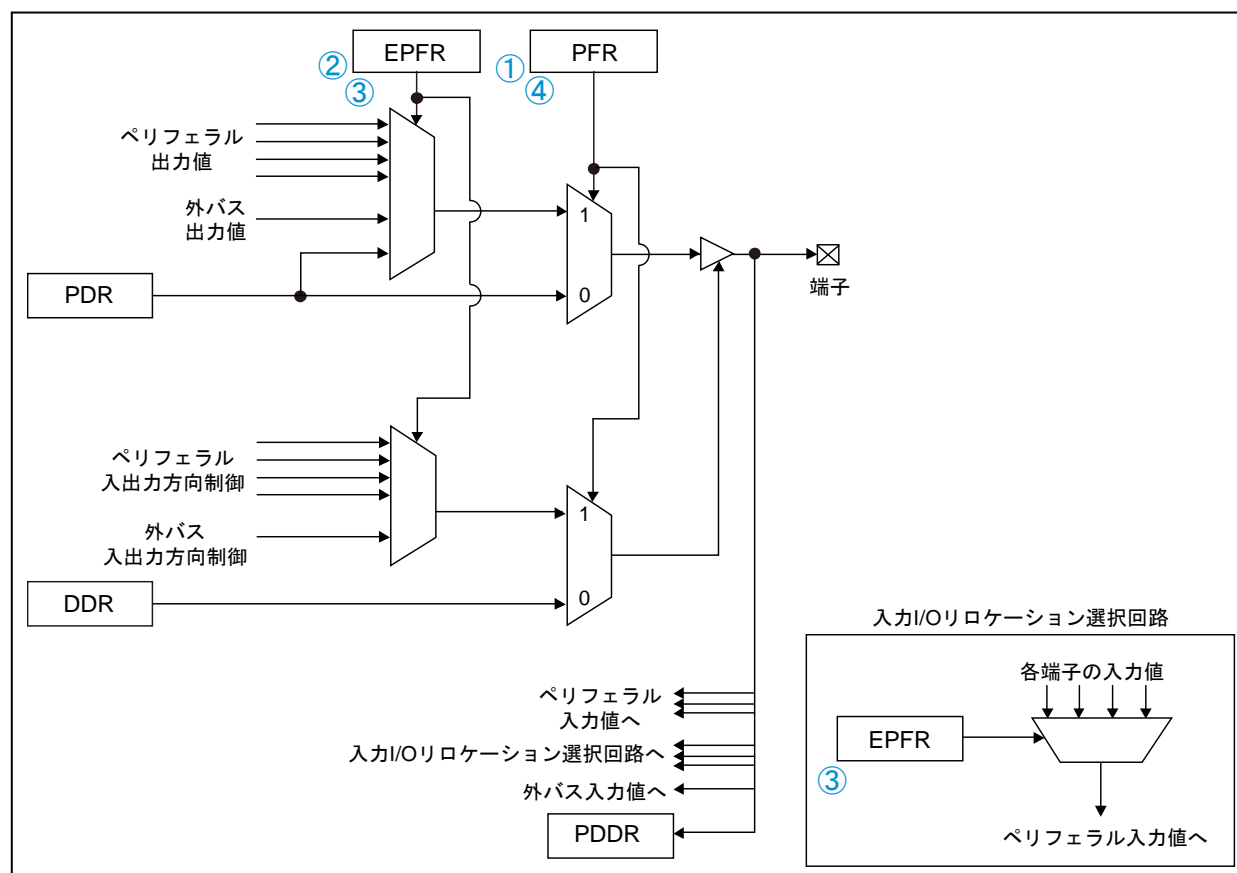 ② EPFR
③
① PFR
④
ペリフェラル
出力値
外バス
出力値
1
0
PDR
端子
ペリフェラル
入出力方向制御
外バス
入出力方向制御
1
0
DDR
ペリフェラル
入力値へ
入力I/Oリロケーション選択回路へ
外バス入力値へ
PDDR
入力I/Oリロケーション選択回路
各端子の入力値
EPFR
③
ペリフェラル入力値へ